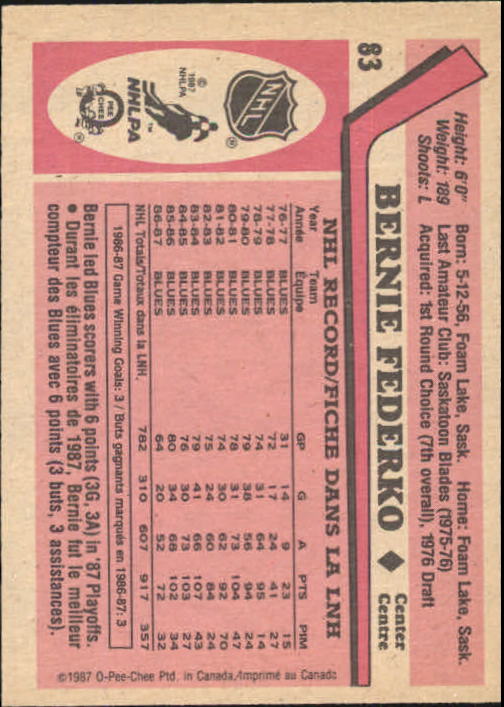 83
Height: 6'0" Born: 5-12-56, Foam Lake, Sask. Home: Foam Lake, Sask.
Weight: 189 Last Amateur Club: Saskatoon Blades (1975-76)
Shoots: L Acquired: 1st Round Choice (7th overall), 1976 Draft
BERNIE FEDERKO ◆ Center
Centre
NHL
®
© 1987 NHLPA
NHLPA
™
O PEE CHEE
NHL RECORD/FICHE DANS LA LNH
Year Team GP G A PTS PIM
Année Équipe
76-77 BLUES 31 14 9 23 15
77-78 BLUES 72 17 24 41 27
78-79 BLUES 74 31 64 95 14
79-80 BLUES 79 38 56 94 24
80-81 BLUES 78 31 73 104 47
81-82 BLUES 74 30 62 92 70
82-83 BLUES 75 24 60 84 24
83-84 BLUES 79 41 66 107 43
84-85 BLUES 76 30 73 103 27
85-86 BLUES 80 34 68 102 34
86-87 BLUES 64 20 52 72 32
NHL Totals/Totaux dans la LNH. 782 310 607 917 357
1986-87 Game Winning Goals: 3 / Buts gagnants marqués en 1986-87: 3
Bernie led Blues scorers with 6 points (3G, 3A) in '87 Playoffs.
• Durant les éliminatoires de 1987, Bernie fut le meilleur
compteur des Blues avec 6 points (3 buts, 3 assistances).
©1987 O-Pee-Chee Ptd. in Canada/Imprimé au Canada